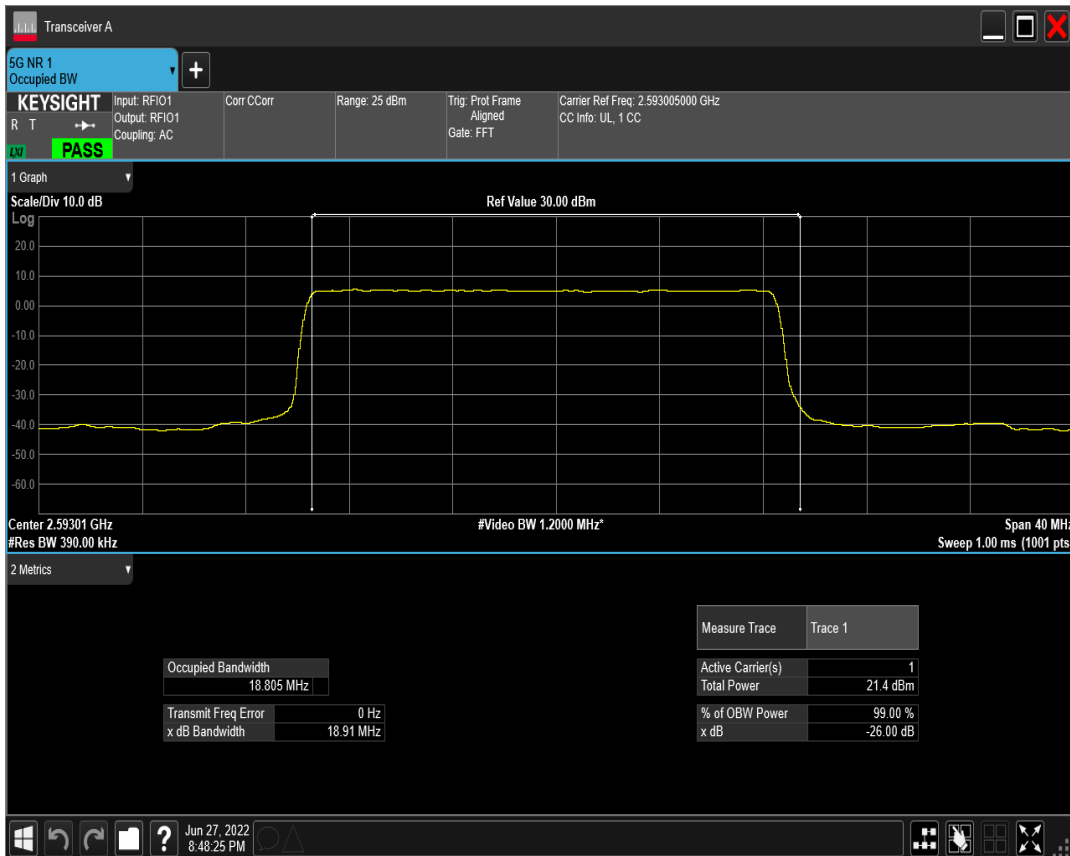 Transceiver A
5G NR 1
Occupied BW
+
KEYSIGHT
R T
LXI
PASS
Input: RFIO1
Output: RFIO1
Coupling: AC
Corr CCorr
Range: 25 dBm
Trig: Prot Frame
Aligned
Gate: FFT
Carrier Ref Freq: 2.593005000 GHz
CC Info: UL, 1 CC
1 Graph
Scale/Div 10.0 dB
Ref Value 30.00 dBm
Log
20.0
10.0
0.00
-10.0
-20.0
-30.0
-40.0
-50.0
-60.0
Center 2.59301 GHz
#Video BW 1.2000 MHz*
Span 40 MHz
#Res BW 390.00 kHz
Sweep 1.00 ms (1001 pts
2 Metrics
Measure Trace Trace 1
Occupied Bandwidth
18.805 MHz
Active Carrier(s) 1
Total Power 21.4 dBm
Transmit Freq Error 0 Hz
x dB Bandwidth 18.91 MHz
% of OBW Power 99.00 %
x dB -26.00 dB
?
Jun 27, 2022
8:48:25 PM